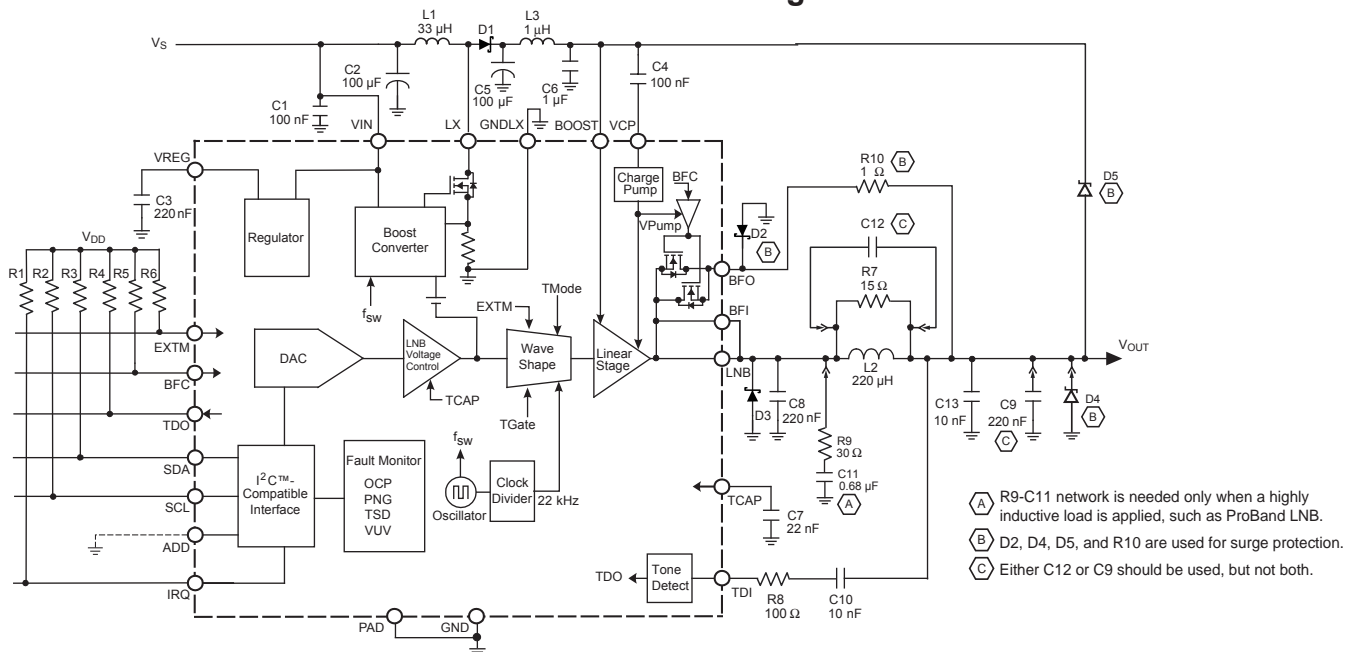 L1
33 µH
D1
L3
1 µH
VS
C2
100 µF
C5
100 µF
C6
1 µF
C4
100 nF
C1
100 nF
VIN
LX
GNDLX
BOOST
VCP
VREG
C3
220 nF
Regulator
Boost
Converter
fsw
Charge
Pump
BFC
VPump
D2
B
BFO
R10
1 Ω
B
C12
C
R7
15 Ω
D5
B
VDD
R1
R2
R3
R4
R5
R6
EXTM
BFC
TDO
SDA
SCL
ADD
IRQ
DAC
LNB
Voltage
Control
TCAP
EXTM
TMode
Wave
Shape
TGate
Linear
Stage
BFI
LNB
L2
220 µH
VOUT
D3
C8
220 nF
R9
30 Ω
C11
0.68 µF
A
C13
10 nF
C9
220 nF
C
D4
B
I2C™-
Compatible
Interface
Fault Monitor
OCP
PNG
TSD
VUV
fsw
Oscillator
Clock
Divider
22 kHz
TCAP
C7
22 nF
TDO
Tone
Detect
TDI
R8
100 Ω
C10
10 nF
PAD
GND
A R9-C11 network is needed only when a highly
inductive load is applied, such as ProBand LNB.
B D2, D4, D5, and R10 are used for surge protection.
C Either C12 or C9 should be used, but not both.